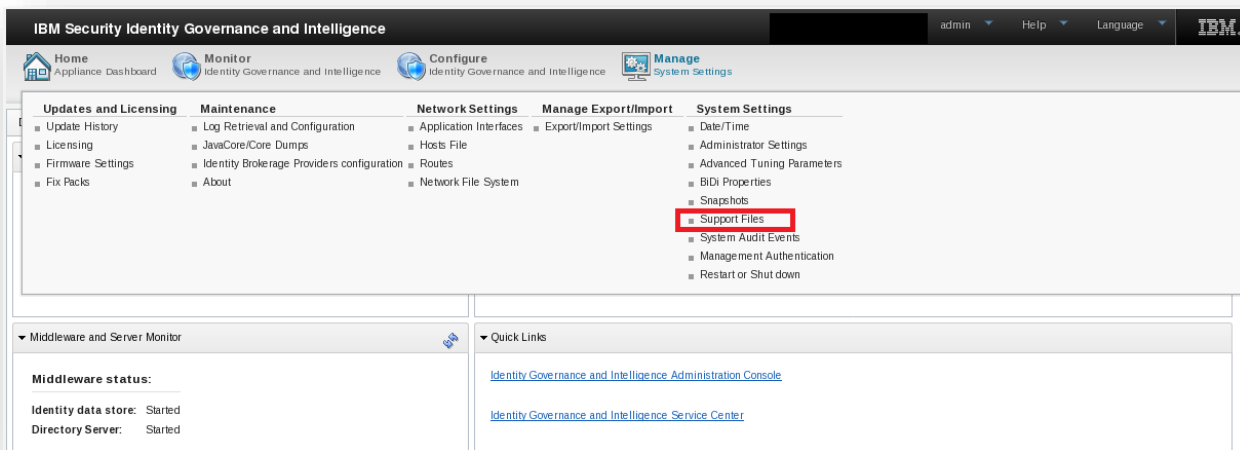 IBM Security Identity Governance and Intelligence
admin Help Language IBM.
Home Monitor Configure Manage
Appliance Dashboard Identity Governance and Intelligence Identity Governance and Intelligence System Settings
Updates and Licensing Maintenance Network Settings Manage Export/Import System Settings
Update History Log Retrieval and Configuration Application Interfaces Export/Import Settings Date/Time
Licensing JavaCore/Core Dumps Hosts File Administrator Settings
Firmware Settings Identity Brokerage Providers configuration Routes Advanced Tuning Parameters
Fix Packs About Network File System BiDi Properties
Snapshots
Support Files
System Audit Events
Management Authentication
Restart or Shut down
Middleware and Server Monitor Quick Links
Middleware status: Identity Governance and Intelligence Administration Console
Identity data store: Started Identity Governance and Intelligence Service Center
Directory Server: Started